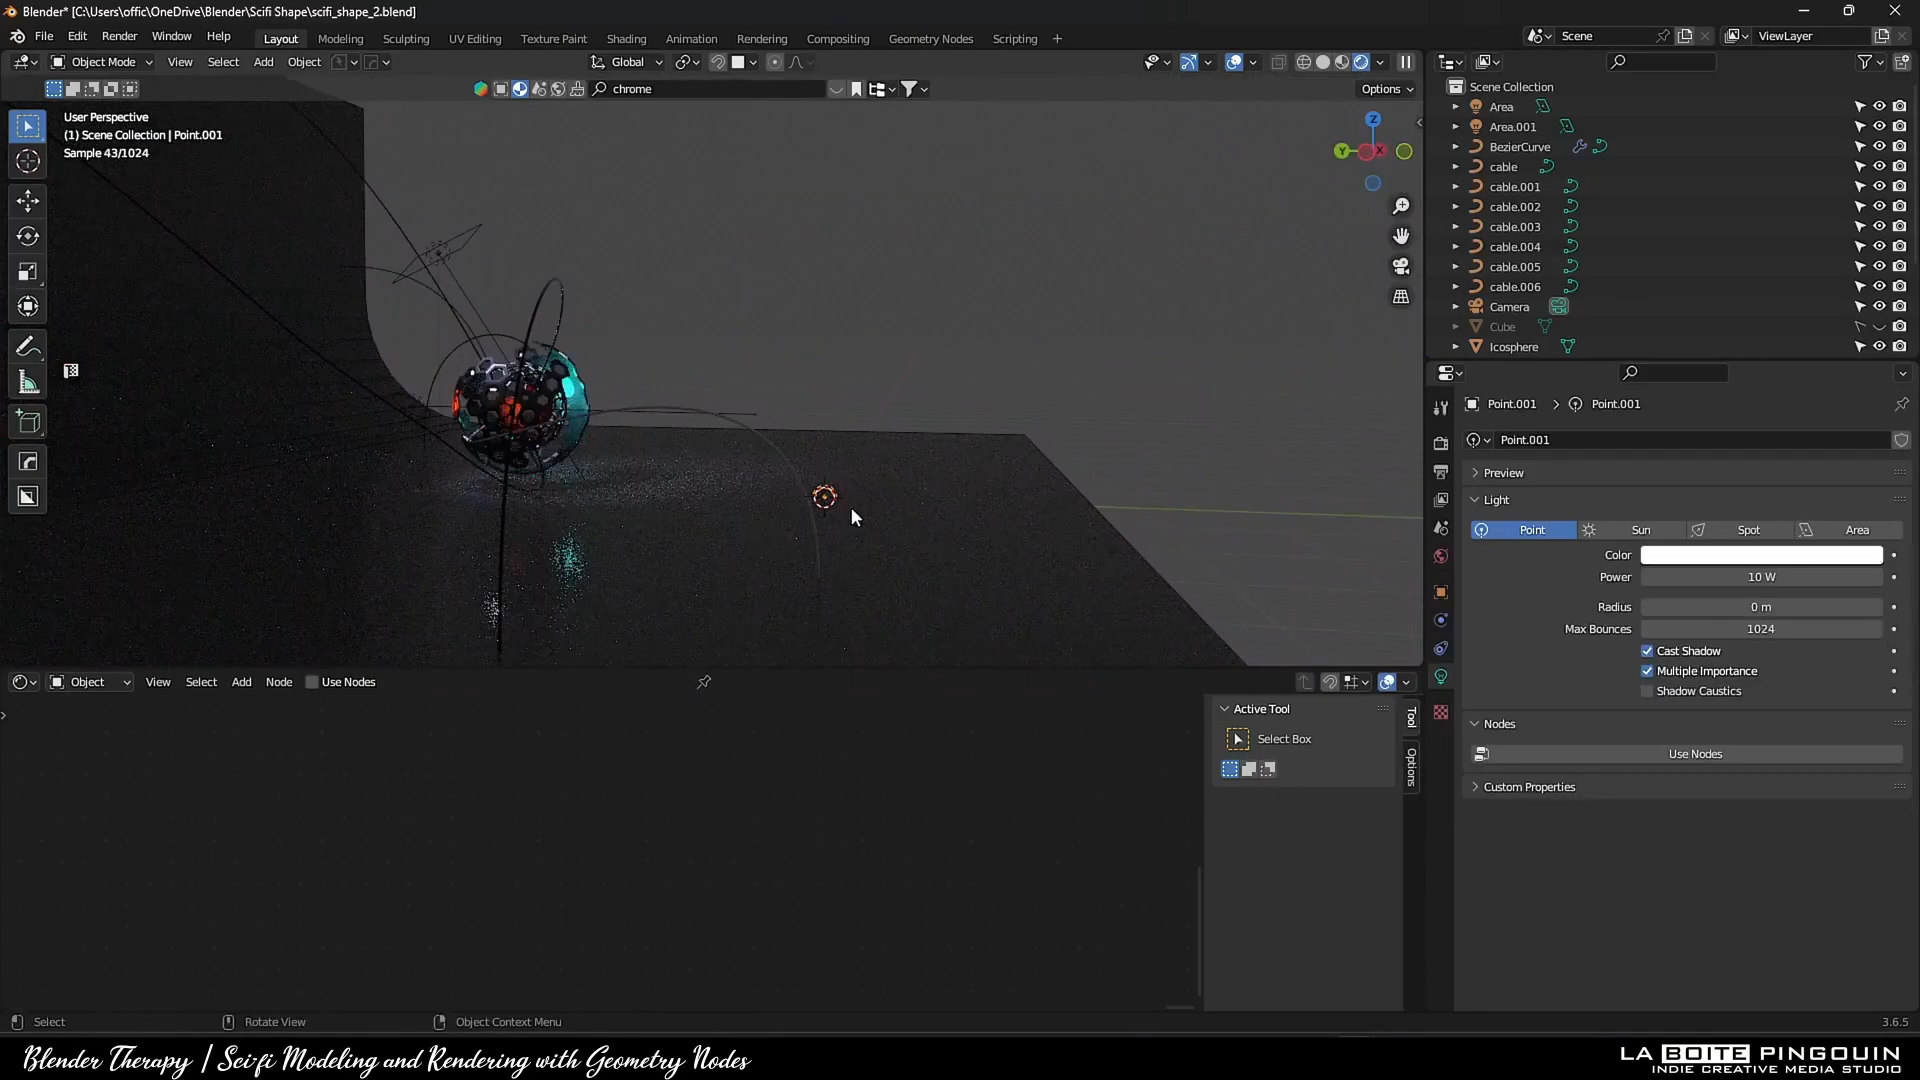 Blender* [C:\Users\offic\OneDrive\Blender\Scifi Shape\scifi_shape_2.blend]
File Edit Render Window Help Layout Modeling Sculpting UV Editing Texture Paint Shading Animation Rendering Compositing Geometry Nodes Scripting + Scene ViewLayer
Object Mode View Select Add Object Global
chrome Options
User Perspective
(1) Scene Collection | Point.001
Sample 43/1024
Z
Y
X
Scene Collection
Area
Area.001
BezierCurve
cable
cable.001
cable.002
cable.003
cable.004
cable.005
cable.006
Camera
Cube
Icosphere
Point.001 > Point.001
Point.001
Preview
Light
Point Sun Spot Area
Color
Power 10 W
Radius 0 m
Max Bounces 1024
Cast Shadow
Multiple Importance
Shadow Caustics
Nodes
Use Nodes
Custom Properties
Object View Select Add Node Use Nodes
Active Tool
Select Box
Tool
Options
Select Rotate View Object Context Menu 3.6.5
Blender Therapy | Sci-fi Modeling and Rendering with Geometry Nodes
LA BOITE PINGOUIN
INDIE CREATIVE MEDIA STUDIO